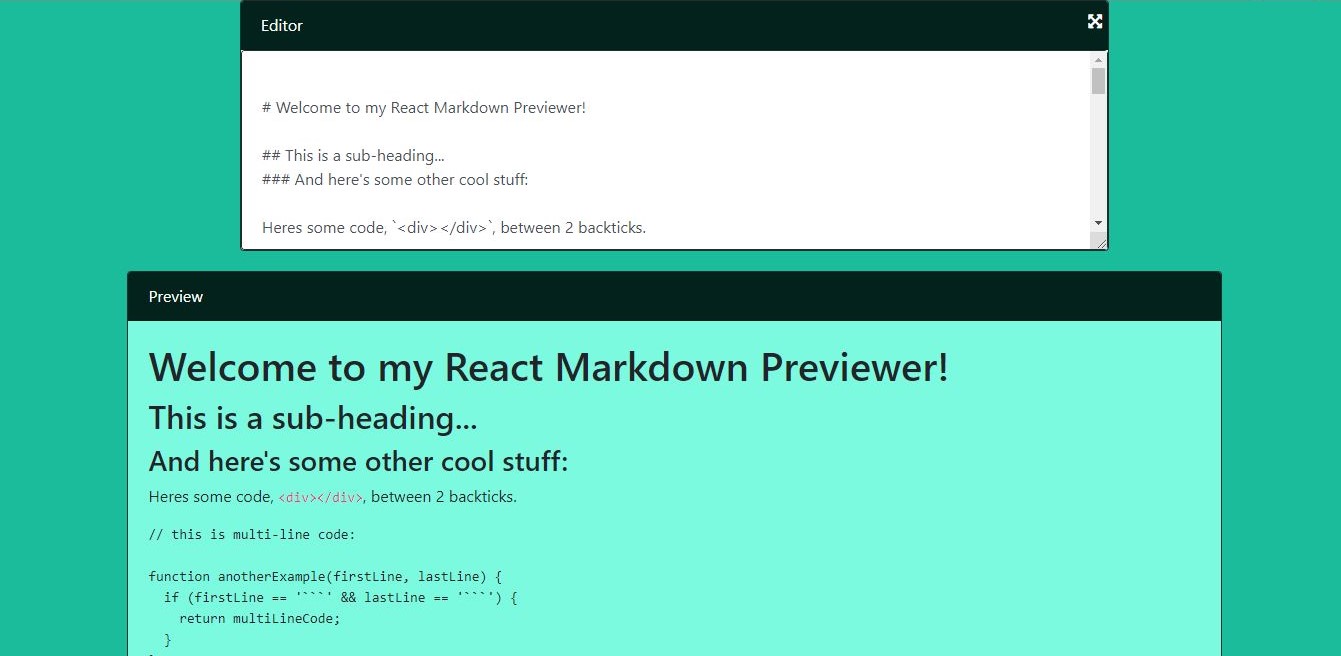 Editor
# Welcome to my React Markdown Previewer!
## This is a sub-heading...
### And here's some other cool stuff:
Heres some code, `<div></div>`, between 2 backticks.
Preview
Welcome to my React Markdown Previewer!
This is a sub-heading...
And here's some other cool stuff:
Heres some code, <div></div>, between 2 backticks.
// this is multi-line code:
function anotherExample(firstLine, lastLine) {
  if (firstLine == '```' && lastLine == '```') {
    return multiLineCode;
  }